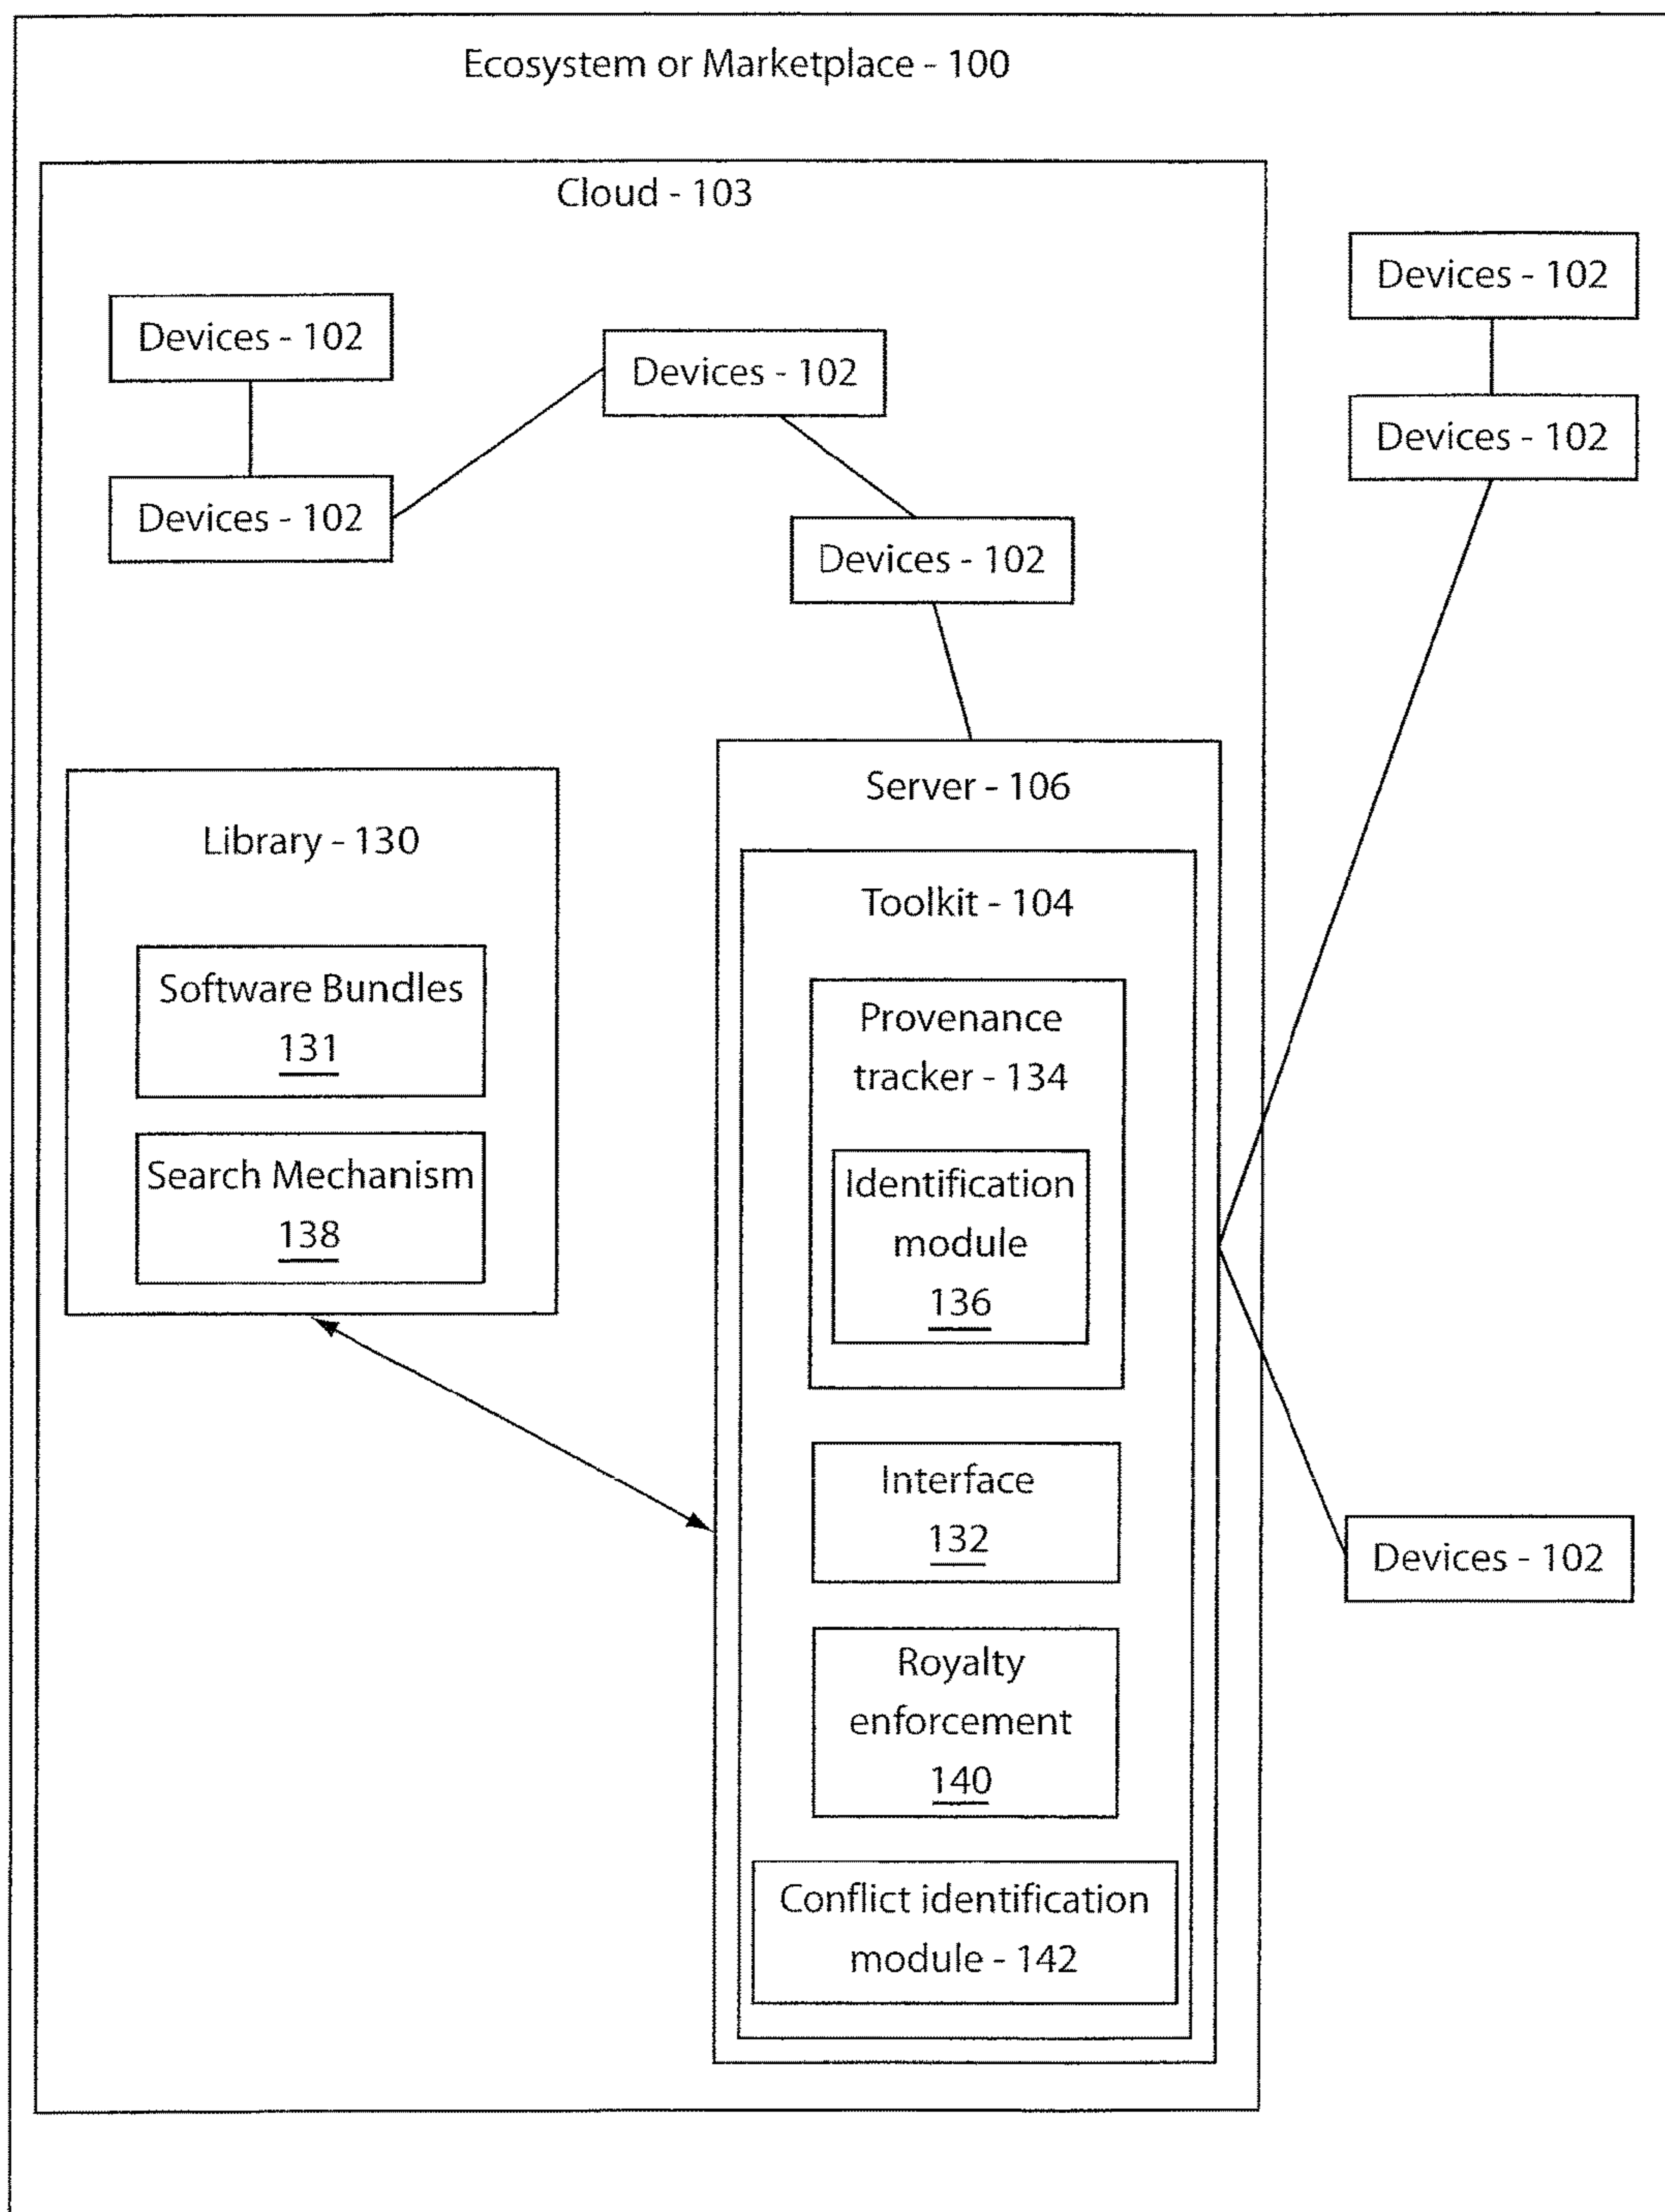 Ecosystem or Marketplace - 100
Cloud - 103
Devices - 102
Devices - 102
Devices - 102
Devices - 102
Devices - 102
Devices - 102
Server - 106
Library - 130
Toolkit - 104
Software Bundles
131
Search Mechanism
138
Provenance
tracker - 134
Identification
module
136
Interface
132
Devices - 102
Royalty
enforcement
140
Conflict identification
module - 142